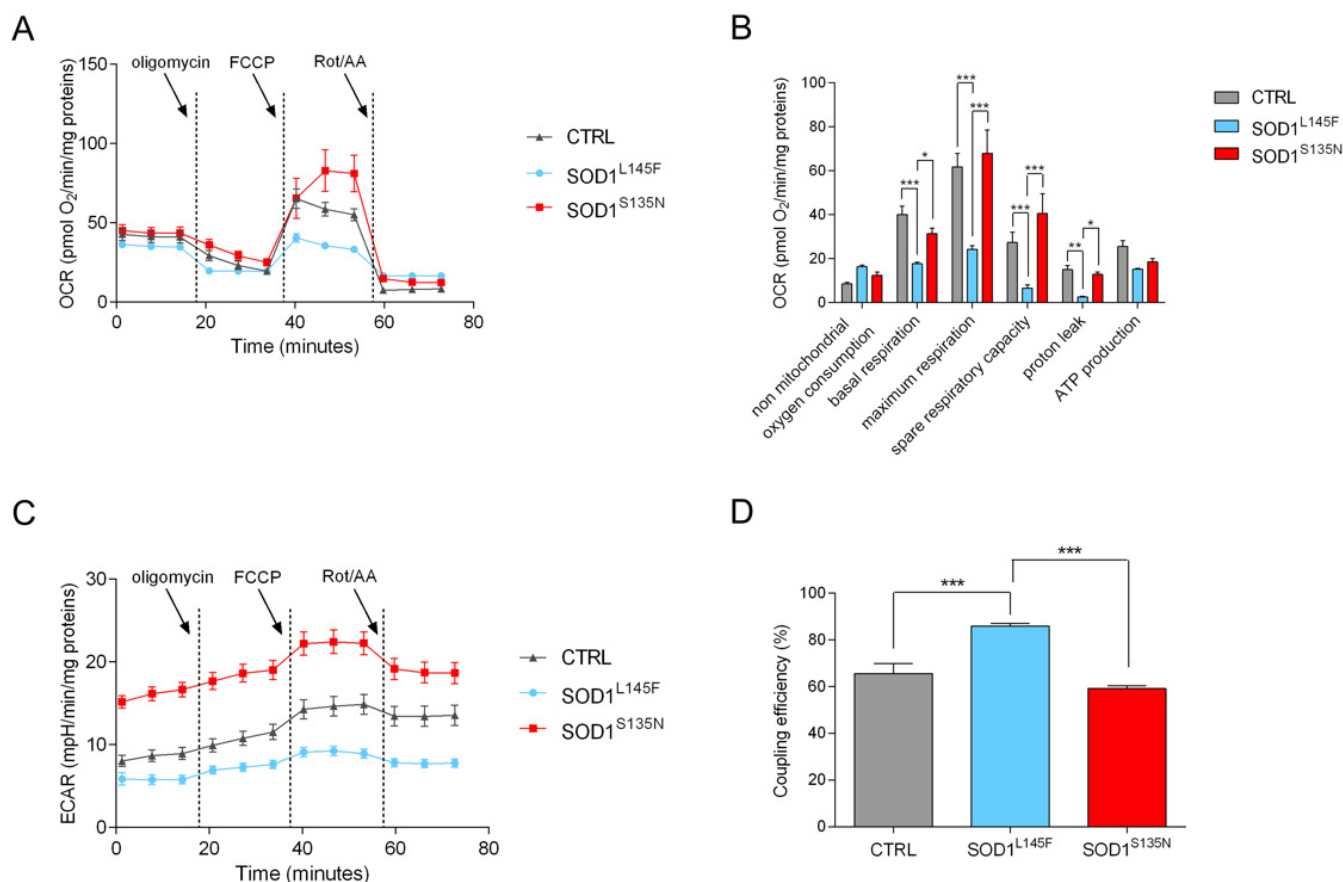 A
oligomycin
FCCP
Rot/AA
OCR (pmol O2/min/mg proteins)
150
100
50
0
0 20 40 60 80
Time (minutes)
CTRL
SOD1L145F
SOD1S135N
B
OCR (pmol O2/min/mg proteins)
100
80
60
40
20
0
***
*
***
***
***
***
**
*
non mitochondrial
oxygen consumption
basal respiration
maximum respiration
spare respiratory capacity
proton leak
ATP production
CTRL
SOD1L145F
SOD1S135N
C
oligomycin
FCCP
Rot/AA
ECAR (mpH/min/mg proteins)
30
20
10
0
0 20 40 60 80
Time (minutes)
CTRL
SOD1L145F
SOD1S135N
D
Coupling efficiency (%)
100
80
60
40
60
0
***
***
CTRL
SOD1L145F
SOD1S135N